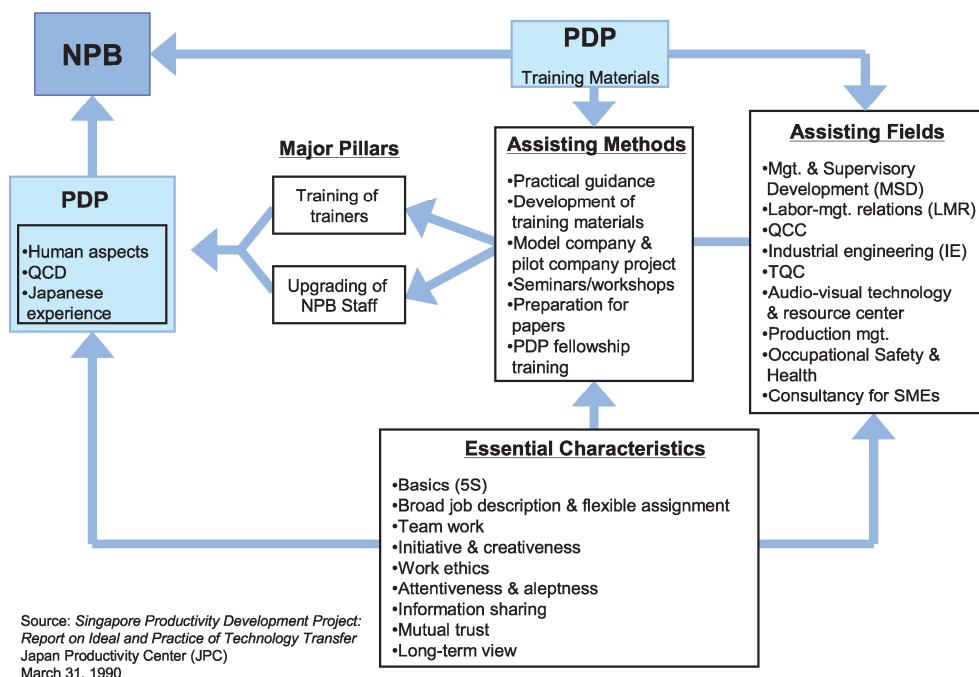 NPB
PDP
Training Materials
Major Pillars
Training of
trainers
Upgrading of
NPB Staff
PDP
•Human aspects
•QCD
•Japanese
experience
Assisting Methods
•Practical guidance
•Development of
training materials
•Model company &
pilot company project
•Seminars/workshops
•Preparation for
papers
•PDP fellowship
training
Assisting Fields
•Mgt. & Supervisory
Development (MSD)
•Labor-mgt. relations (LMR)
•QCC
•Industrial engineering (IE)
•TQC
•Audio-visual technology
& resource center
•Production mgt.
•Occupational Safety &
Health
•Consultancy for SMEs
Essential Characteristics
•Basics (5S)
•Broad job description & flexible assignment
•Team work
•Initiative & creativeness
•Work ethics
•Attentiveness & aleptness
•Information sharing
•Mutual trust
•Long-term view
Source: Singapore Productivity Development Project:
Report on Ideal and Practice of Technology Transfer
Japan Productivity Center (JPC)
March 31, 1990